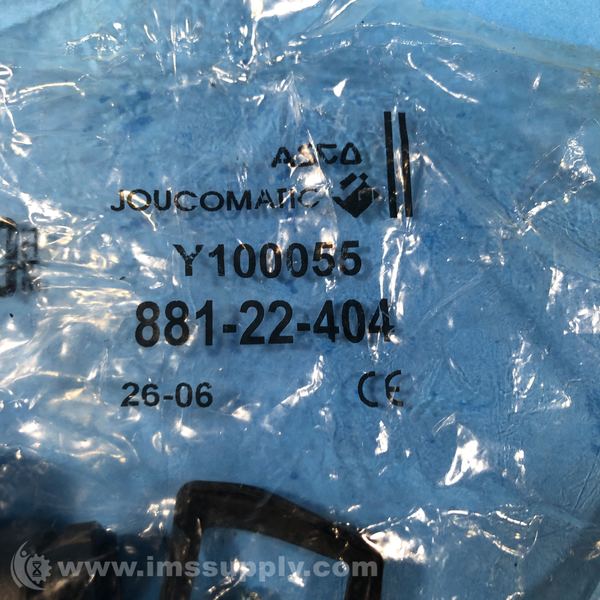 ASCO
JOUCOMATIC
Y100055
881-22-404
26-06 CE
www.imssupply.com